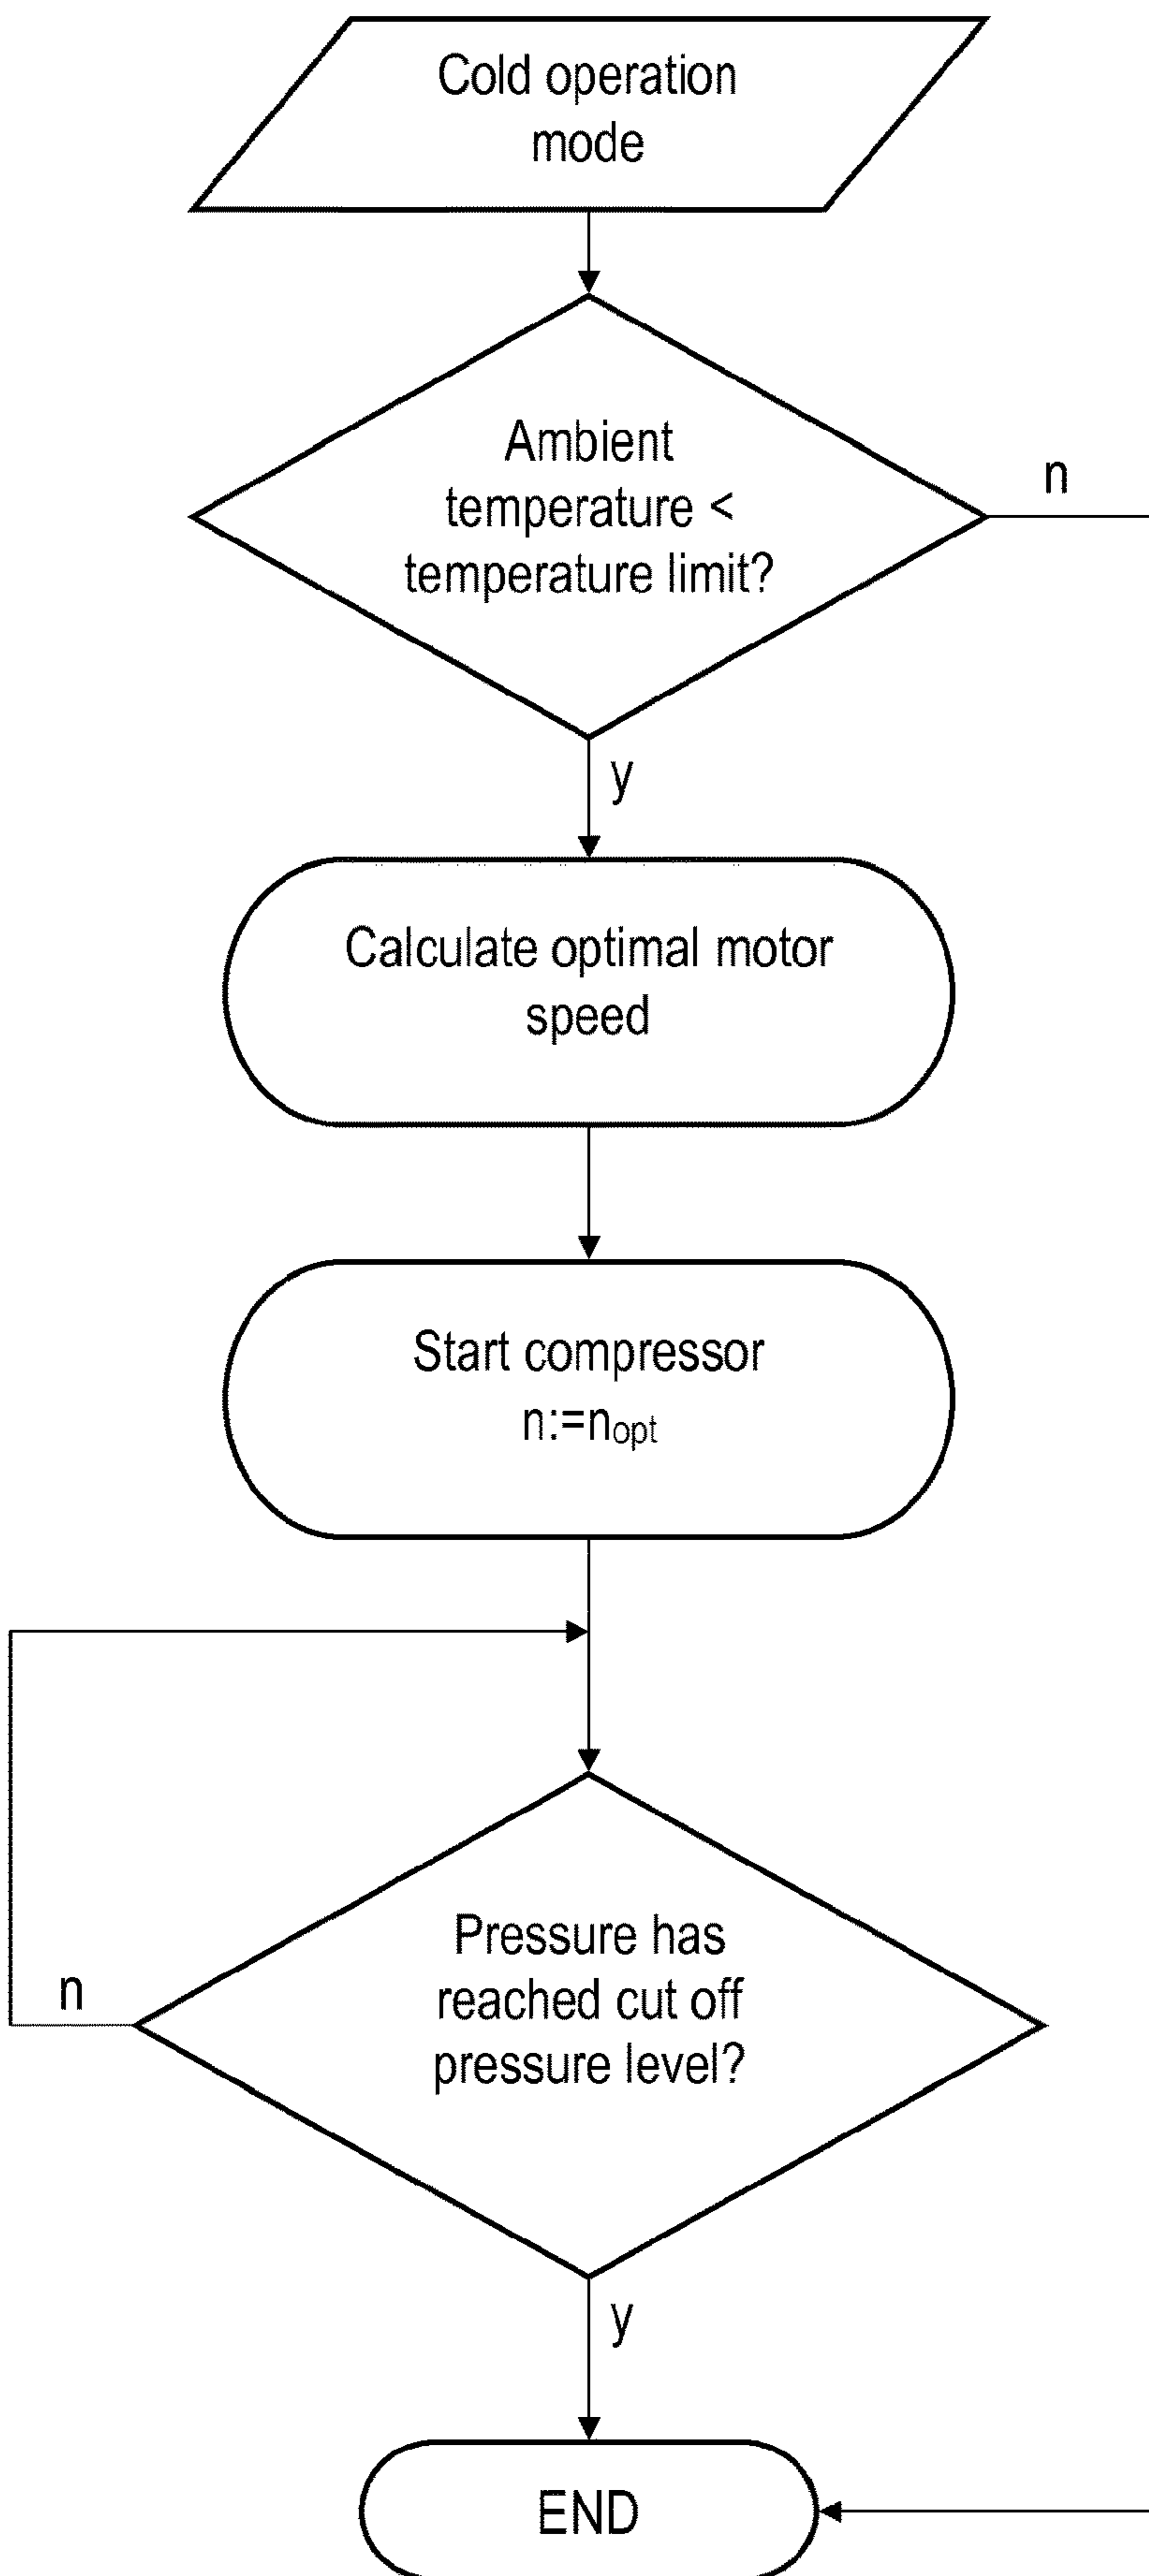 Cold operation
mode
Ambient
temperature <
temperature limit?
n
y
Calculate optimal motor
speed
Start compressor
n:=nopt
Pressure has
reached cut off
pressure level?
n
y
END